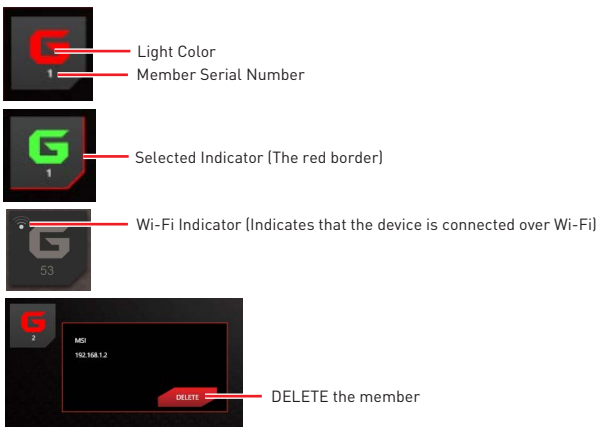 Light Color
1
Member Serial Number
Selected Indicator (The red border)
1
Wi-Fi Indicator (Indicates that the device is connected over Wi-Fi)
53
2
MSI
192.168.1.2
DELETE
DELETE the member